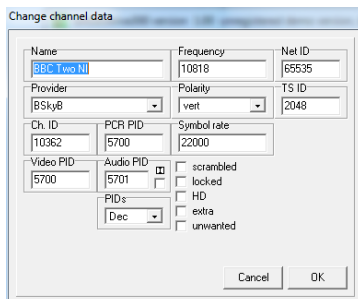 Change channel data
Name Frequency Net ID
BBC Two NI 10818 65535
Provider Polarity TS ID
BSkyB vert 2048
Ch. ID PCR PID Symbol rate
10362 5700 22000
Video PID Audio PID
5700 5701
scrambled
locked
HD
extra
unwanted
PIDs
Dec
Cancel OK